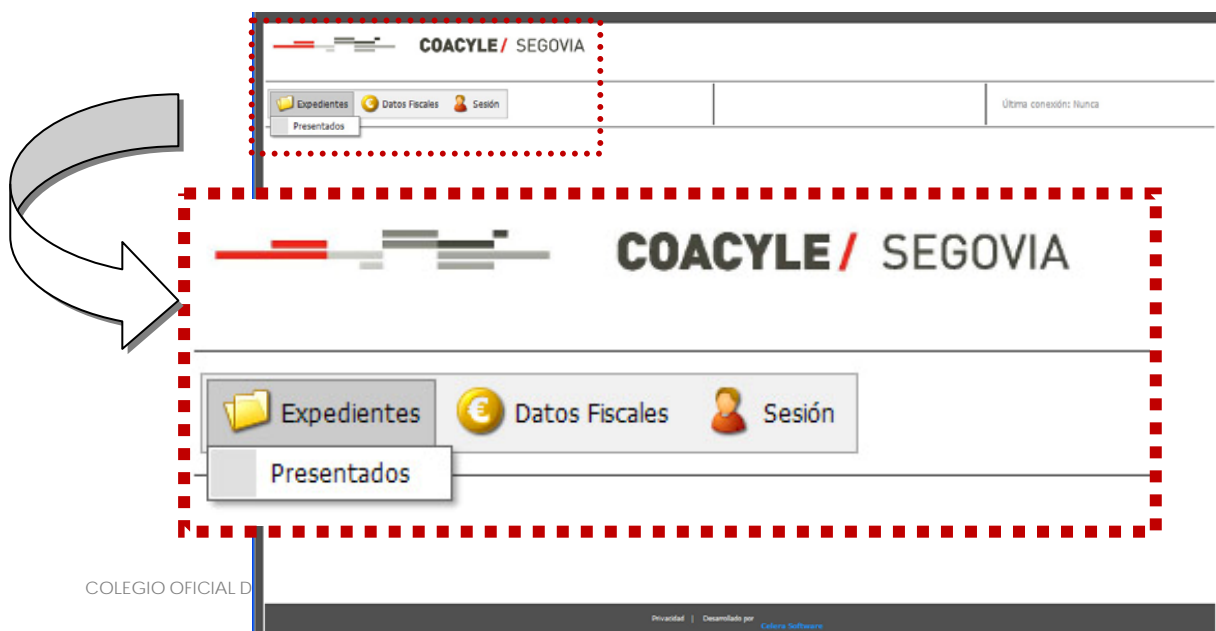 COACYLE/ SEGOVIA
Expedientes Datos Fiscales Sesión Última conexión: Nunca
Presentados
COACYLE/ SEGOVIA
Expedientes Datos Fiscales Sesión
Presentados
COLEGIO OFICIAL D
Privacidad | Desarrollado por Celera Software